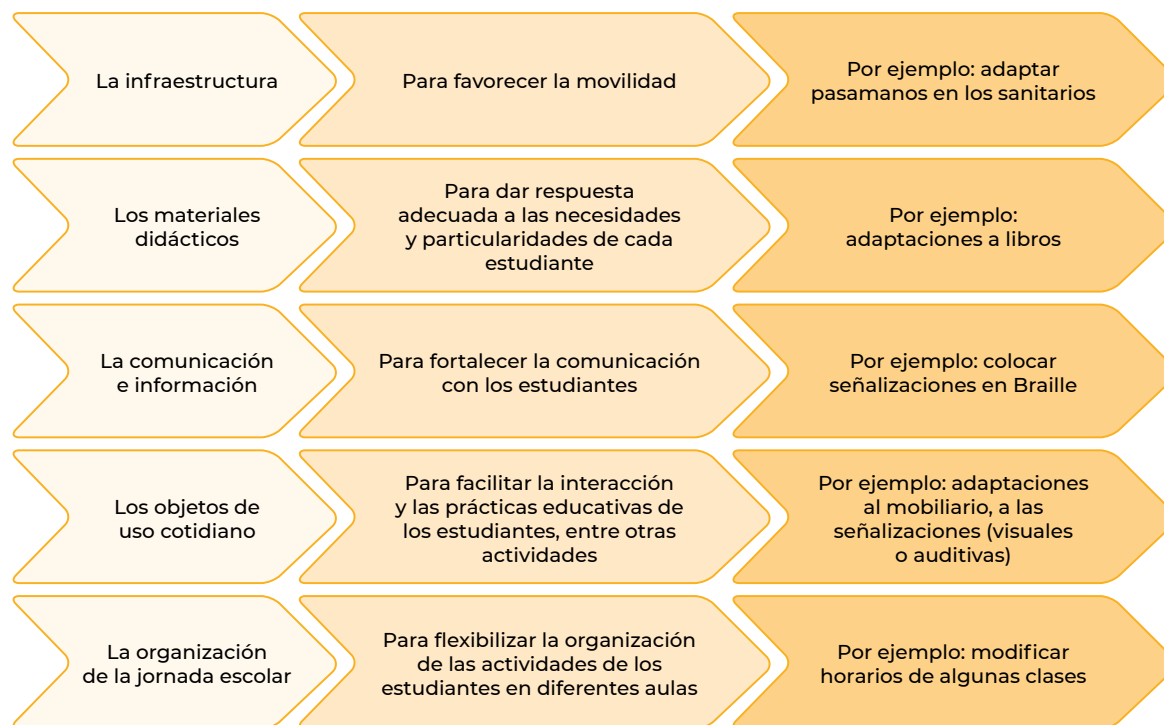 La infraestructura
Para favorecer la movilidad
Por ejemplo: adaptar
pasamanos en los sanitarios
Los materiales
didácticos
Para dar respuesta
adecuada a las necesidades
y particularidades de cada
estudiante
Por ejemplo:
adaptaciones a libros
La comunicación
e información
Para fortalecer la comunicación
con los estudiantes
Por ejemplo: colocar
señalizaciones en Braille
Los objetos de
uso cotidiano
Para facilitar la interacción
y las prácticas educativas de
los estudiantes, entre otras
actividades
Por ejemplo: adaptaciones
al mobiliario, a las
señalizaciones (visuales
o auditivas)
La organización
de la jornada escolar
Para flexibilizar la organización
de las actividades de los
estudiantes en diferentes aulas
Por ejemplo: modificar
horarios de algunas clases